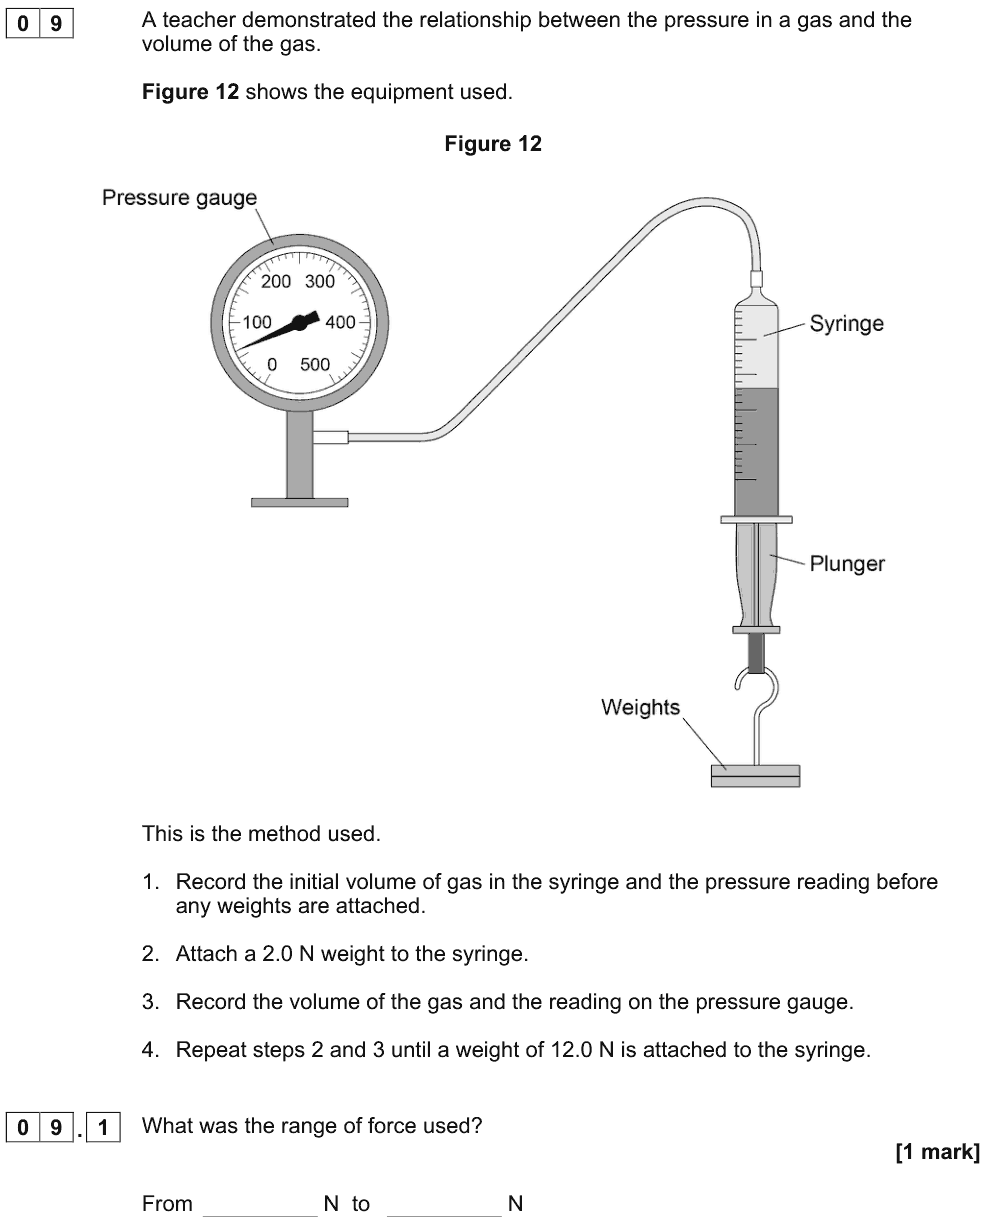 0 9 A teacher demonstrated the relationship between the pressure in a gas and the
volume of the gas.
Figure 12 shows the equipment used.
Figure 12
Pressure gauge
200 300
100 400
0 500
Syringe
Plunger
Weights
This is the method used.
1. Record the initial volume of gas in the syringe and the pressure reading before
any weights are attached.
2. Attach a 2.0 N weight to the syringe.
3. Record the volume of the gas and the reading on the pressure gauge.
4. Repeat steps 2 and 3 until a weight of 12.0 N is attached to the syringe.
0 9 . 1 What was the range of force used?
[1 mark]
From __________ N to __________ N